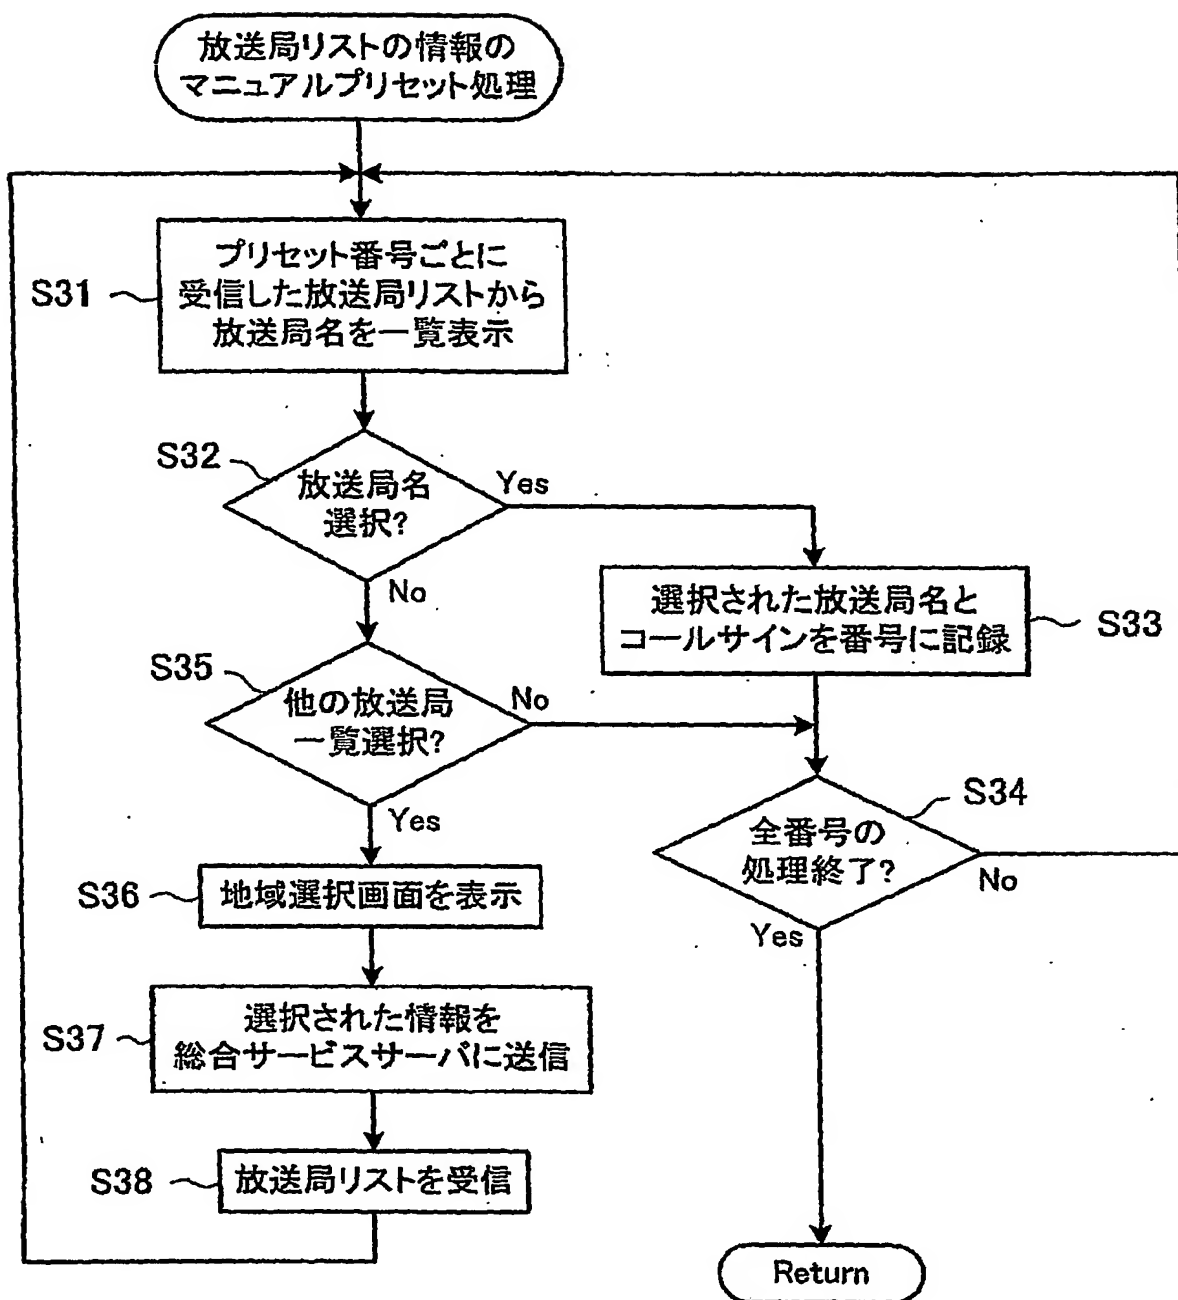 放送局リストの情報の
マニュアルプリセット処理
S31
プリセット番号ごとに
受信した放送局リストから
放送局名を一覧表示
S32
放送局名
選択?
Yes
No
選択された放送局名と
コールサインを番号に記録
S33
S35
他の放送局
一覧選択?
No
Yes
S34
全番号の
処理終了?
No
Yes
S36
地域選択画面を表示
S37
選択された情報を
総合サービスサーバに送信
S38
放送局リストを受信
Return